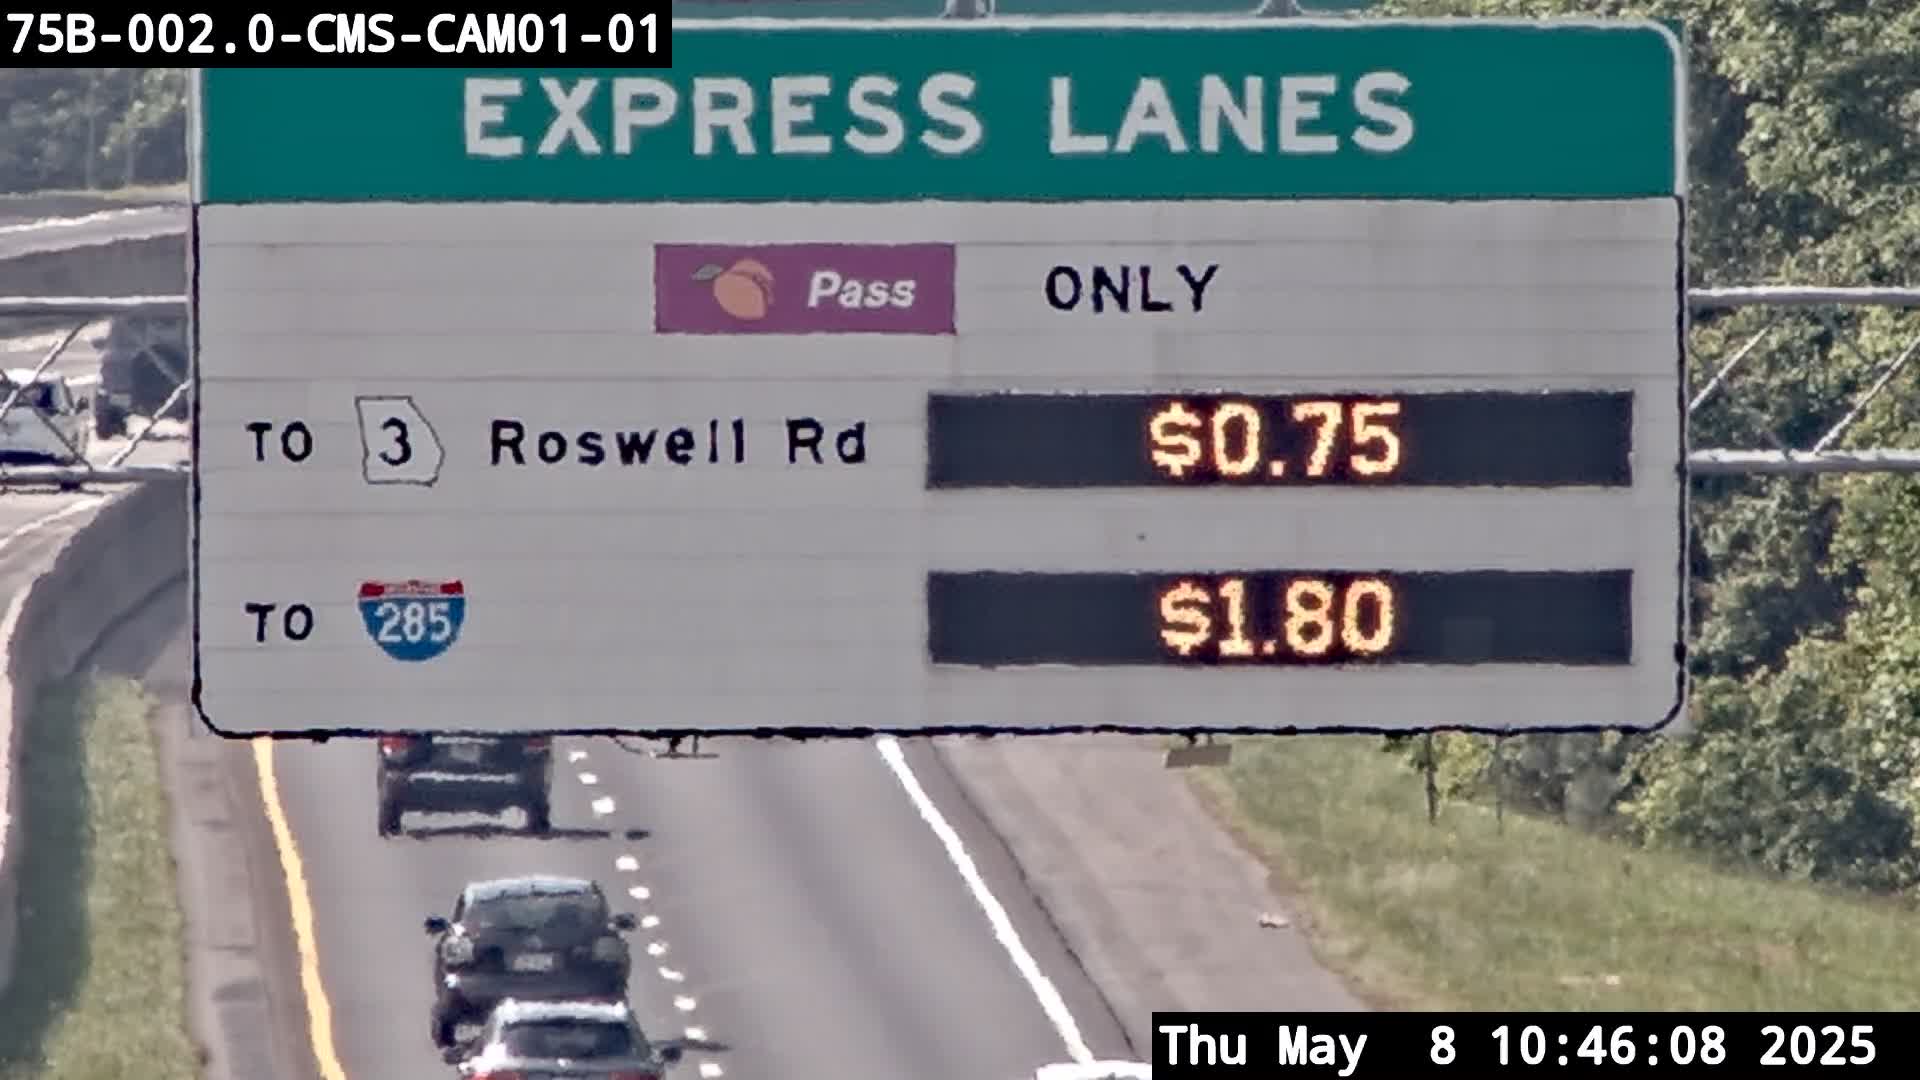 75B-002.0-CMS-CAM01-01
EXPRESS LANES
Pass ONLY
TO 3 Roswell Rd $0.75
TO 285 $1.80
Thu May 8 10:46:08 2025